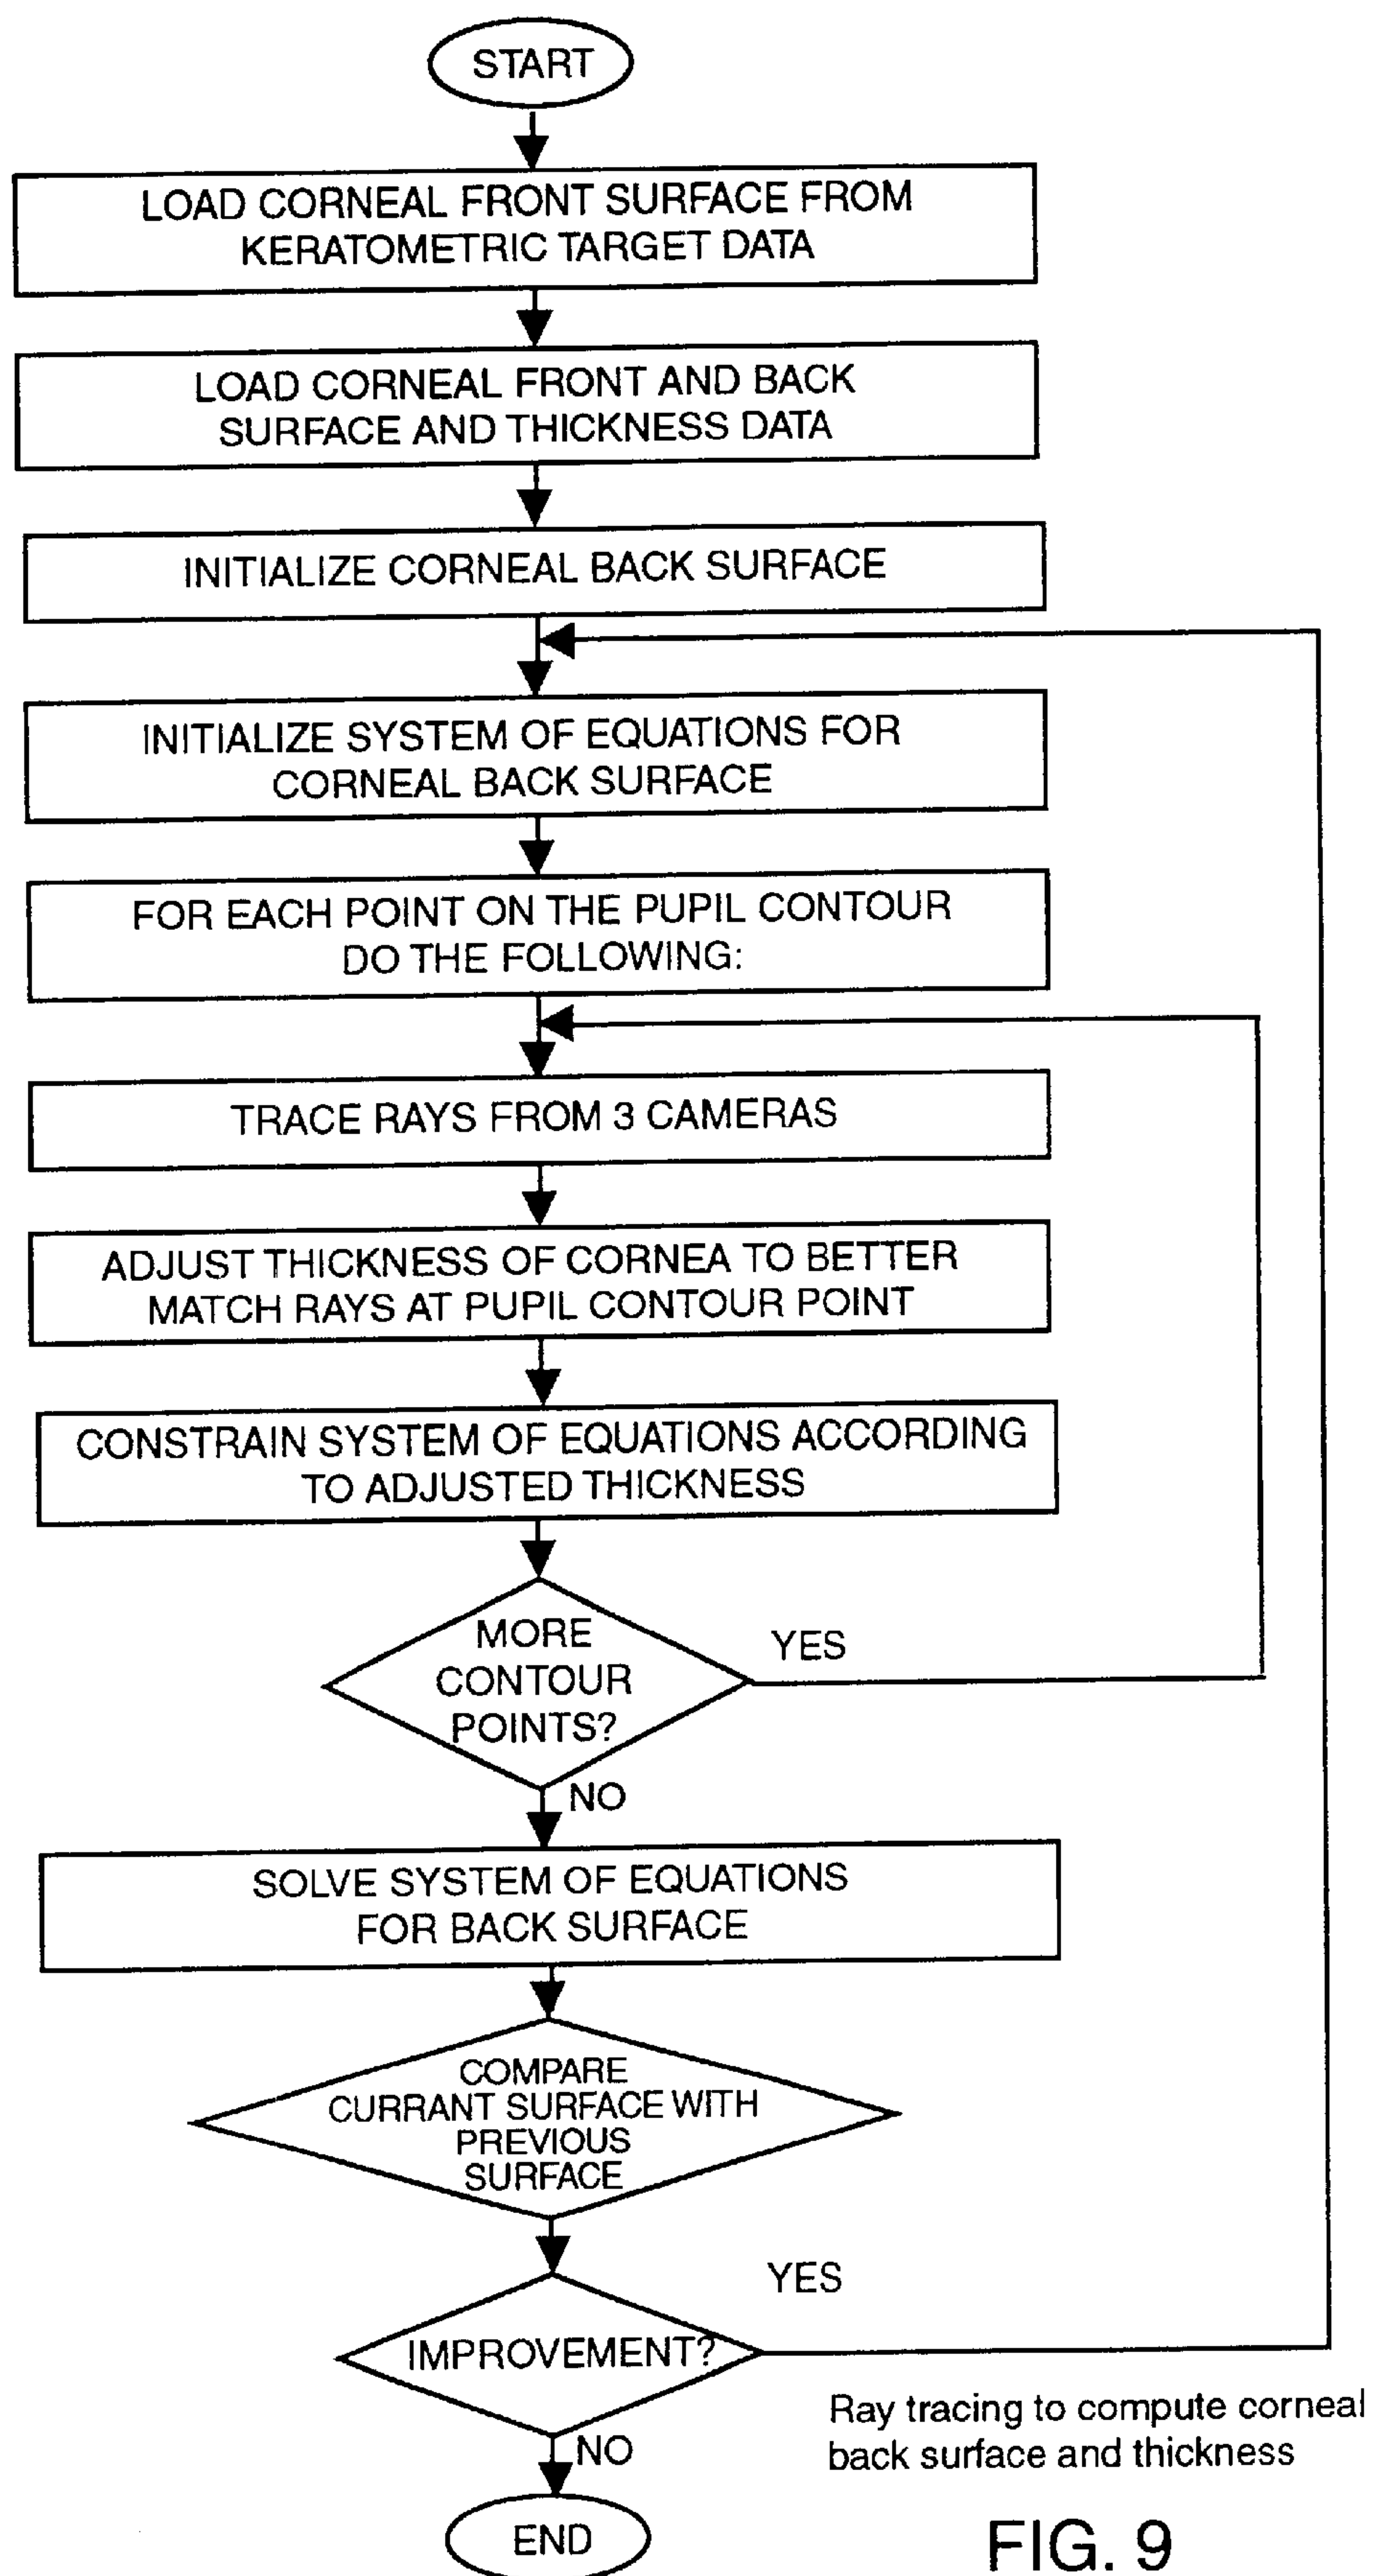 START
LOAD CORNEAL FRONT SURFACE FROM
KERATOMETRIC TARGET DATA
LOAD CORNEAL FRONT AND BACK
SURFACE AND THICKNESS DATA
INITIALIZE CORNEAL BACK SURFACE
INITIALIZE SYSTEM OF EQUATIONS FOR
CORNEAL BACK SURFACE
FOR EACH POINT ON THE PUPIL CONTOUR
DO THE FOLLOWING:
TRACE RAYS FROM 3 CAMERAS
ADJUST THICKNESS OF CORNEA TO BETTER
MATCH RAYS AT PUPIL CONTOUR POINT
CONSTRAIN SYSTEM OF EQUATIONS ACCORDING
TO ADJUSTED THICKNESS
MORE
CONTOUR
POINTS?
YES
NO
SOLVE SYSTEM OF EQUATIONS
FOR BACK SURFACE
COMPARE
CURRANT SURFACE WITH
PREVIOUS
SURFACE
YES
IMPROVEMENT?
NO
END
Ray tracing to compute corneal
back surface and thickness
FIG. 9